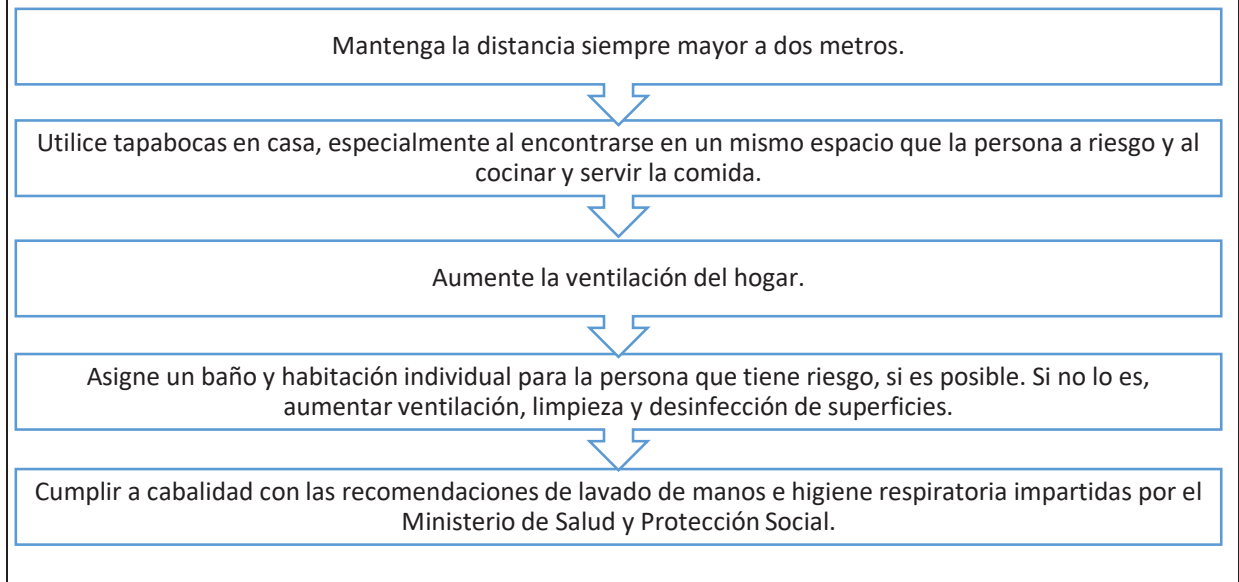 Mantenga la distancia siempre mayor a dos metros.
Utilice tapabocas en casa, especialmente al encontrarse en un mismo espacio que la persona a riesgo y al
cocinar y servir la comida.
Aumente la ventilación del hogar.
Asigne un baño y habitación individual para la persona que tiene riesgo, si es posible. Si no lo es,
aumentar ventilación, limpieza y desinfección de superficies.
Cumplir a cabalidad con las recomendaciones de lavado de manos e higiene respiratoria impartidas por el
Ministerio de Salud y Protección Social.